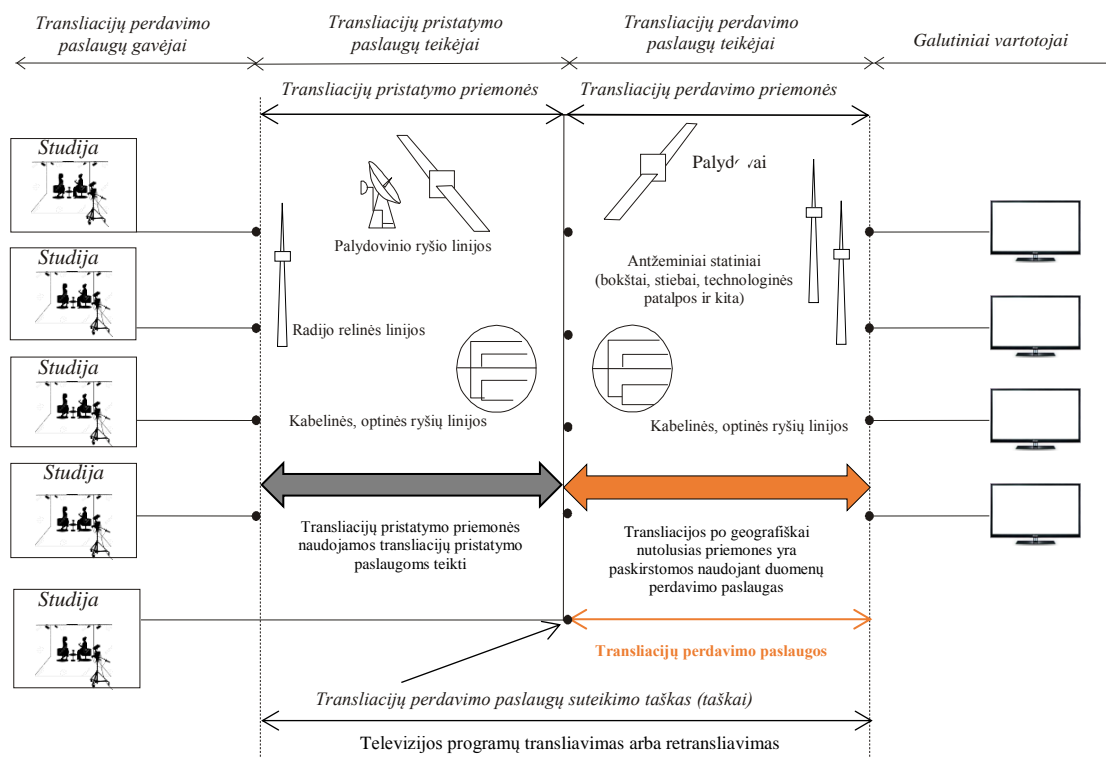 Transliacijų perdavimo
paslaugų gavėjai
Transliacijų pristatymo
paslaugų teikėjai
Transliacijų perdavimo
paslaugų teikėjai
Galutiniai vartotojai
Transliacijų pristatymo priemonės
Transliacijų perdavimo priemonės
Studija
Studija
Studija
Studija
Studija
Palydovinio ryšio linijos
Radijo relinės linijos
Kabelinės, optinės ryšių linijos
Transliacijų pristatymo priemonės
naudojamos transliacijų pristatymo
paslaugoms teikti
Palydovai
Antžeminiai statiniai
(bokštai, stiebai, technologinės
patalpos ir kita)
Kabelinės, optinės ryšių linijos
Transliacijos po geografiškai
nutolusias priemones yra
paskirstomos naudojant duomenų
perdavimo paslaugas
Transliacijų perdavimo paslaugos
Transliacijų perdavimo paslaugų suteikimo taškas (taškai)
Televizijos programų transliavimas arba retransliavimas